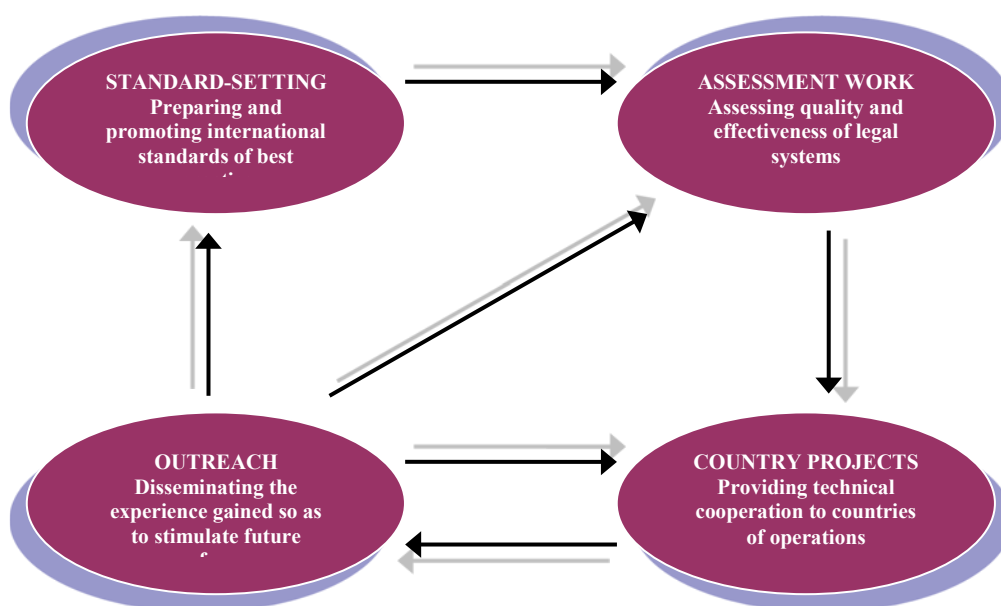 STANDARD-SETTING
Preparing and
promoting international
standards of best
ASSESSMENT WORK
Assessing quality and
effectiveness of legal
systems
OUTREACH
Disseminating the
experience gained so as
to stimulate future
COUNTRY PROJECTS
Providing technical
cooperation to countries
of operations